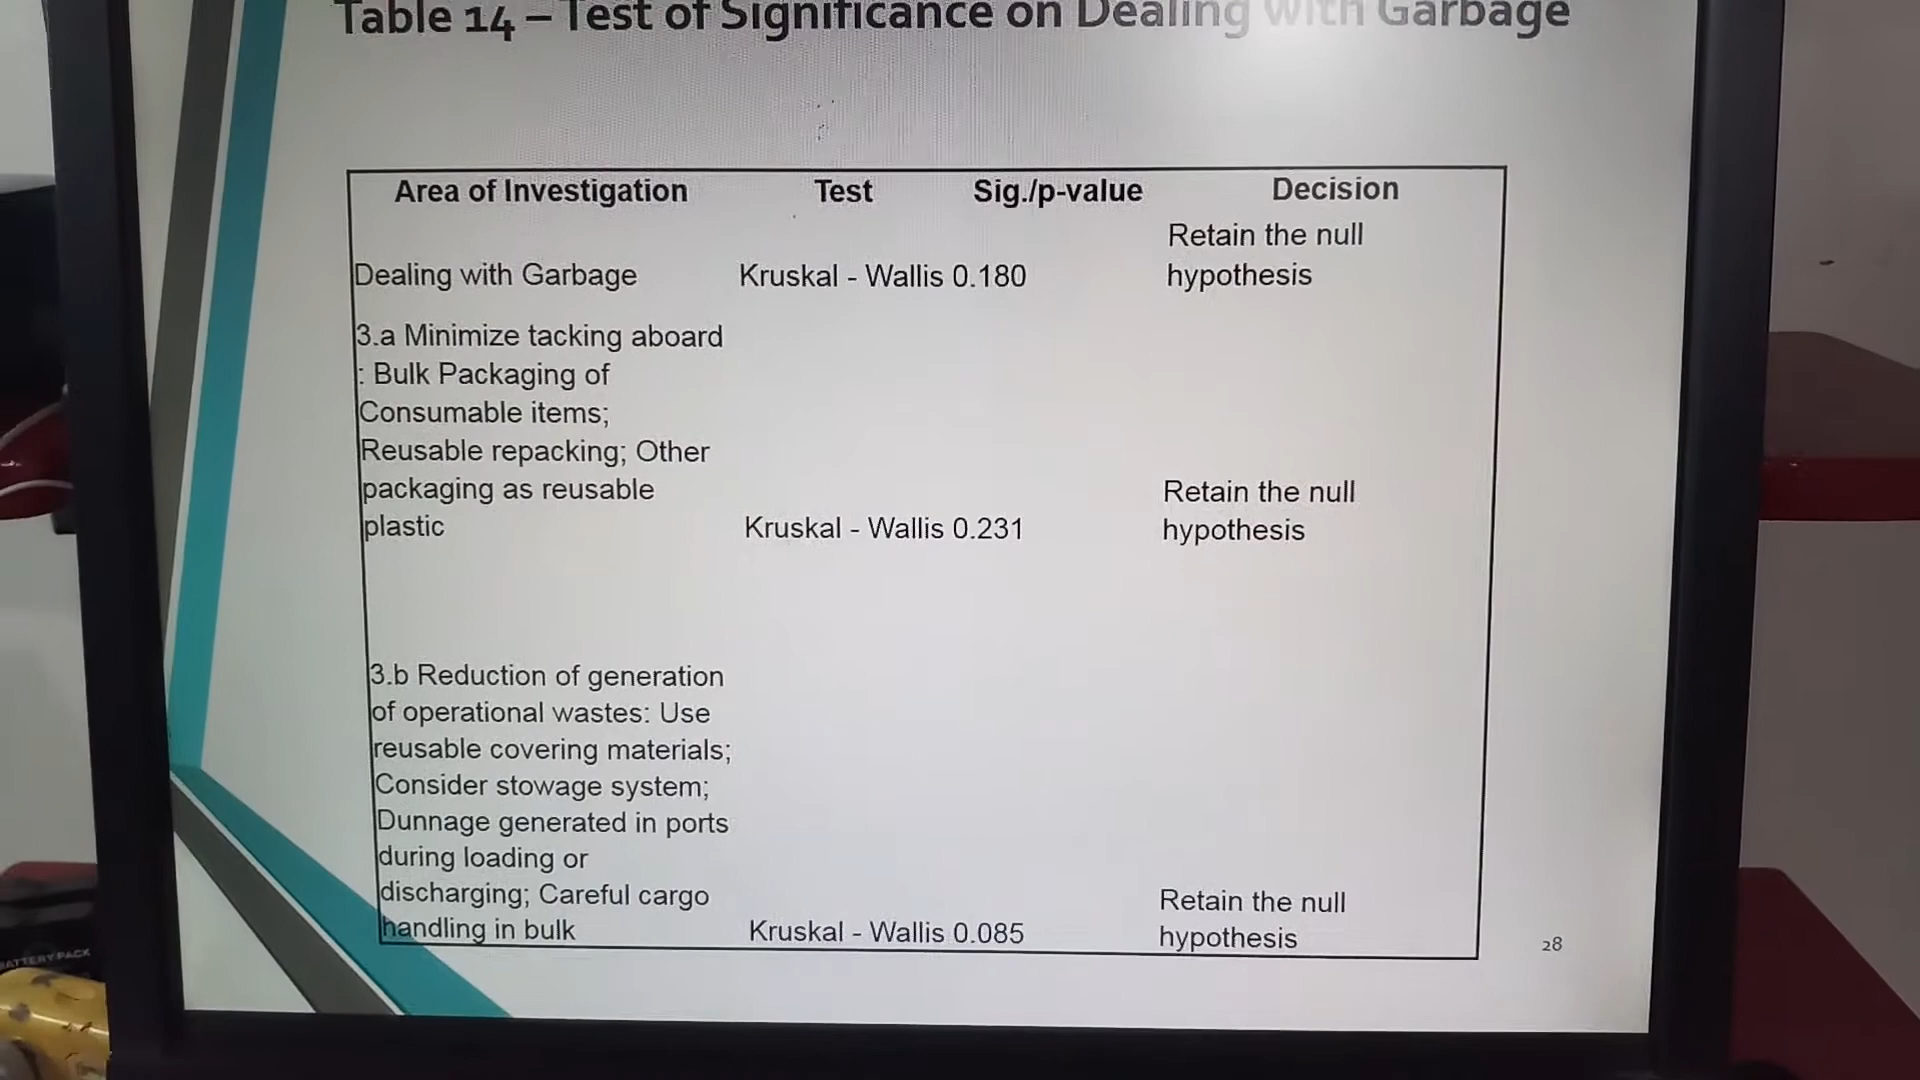 Table 14 – Test of Significance on Dealing with Garbage
Area of Investigation Test Sig./p-value Decision
Dealing with Garbage Kruskal - Wallis 0.180 Retain the null
hypothesis
3.a Minimize tacking aboard
: Bulk Packaging of
Consumable items;
Reusable repacking; Other
packaging as reusable
plastic Kruskal - Wallis 0.231 Retain the null
hypothesis
3.b Reduction of generation
of operational wastes: Use
reusable covering materials;
Consider stowage system;
Dunnage generated in ports
during loading or
discharging; Careful cargo
handling in bulk Kruskal - Wallis 0.085 Retain the null
hypothesis
28
BATTERY PACK